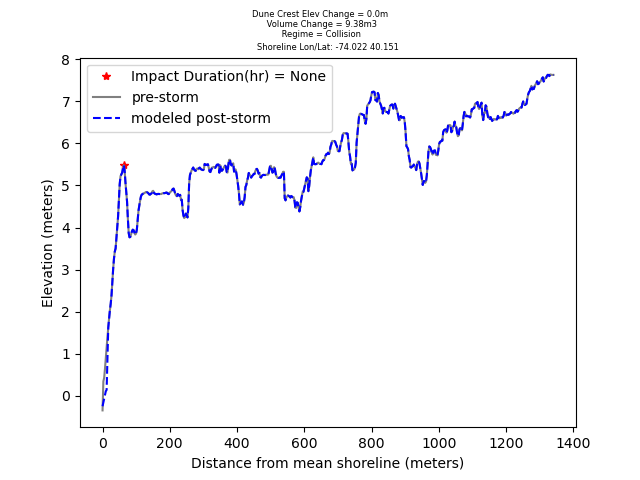 Dune Crest Elev Change = 0.0m
Volume Change = 9.38m3
Regime = Collision
Shoreline Lon/Lat: -74.022 40.151
Impact Duration(hr) = None
pre-storm
modeled post-storm
8
7
6
5
4
3
2
1
0
Elevation (meters)
0 200 400 600 800 1000 1200 1400
Distance from mean shoreline (meters)